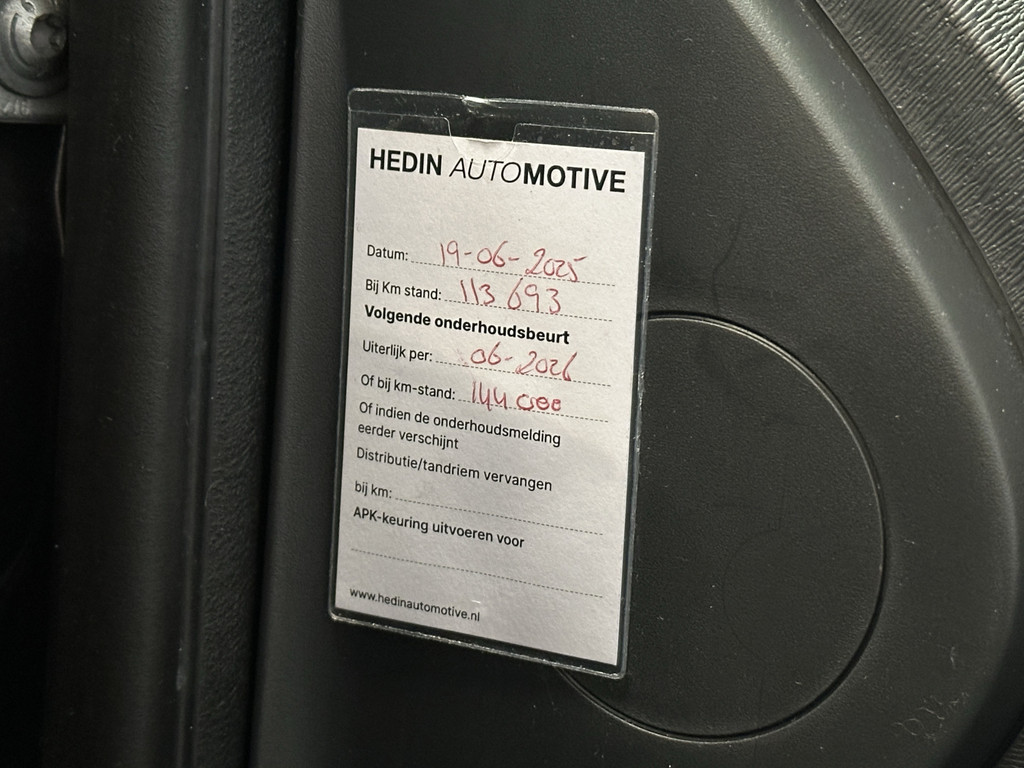 HEDIN AUTOMOTIVE
Datum: 19-06-2025
Bij Km stand: 113 693
Volgende onderhoudsbeurt
Uiterlijk per: 06-2026
Of bij km-stand: 144 000
Of indien de onderhoudsmelding
eerder verschijnt
Distributie/tandriem vervangen
bij km:
APK-keuring uitvoeren voor
www.hedinautomotive.nl